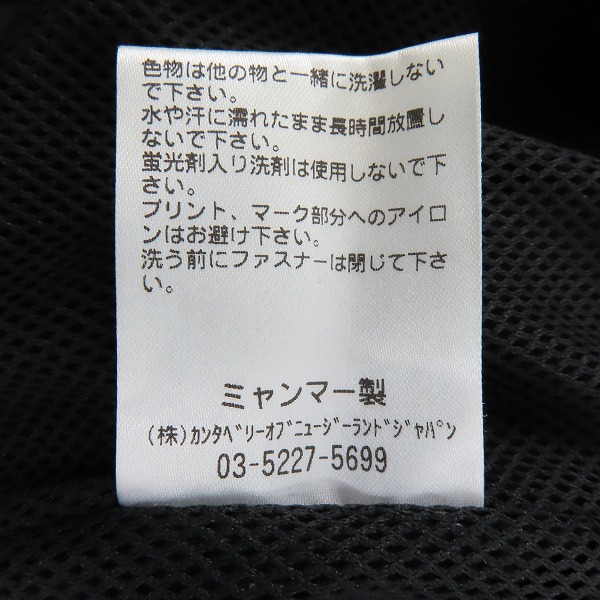 色物は他の物と一緒に洗濯しない
で下さい。
水や汗に濡れたまま長時間放置し
ないで下さい。
蛍光剤入り洗剤は使用しないで下
さい。
プリント、マーク部分へのアイロ
ンはお避け下さい。
洗う前にファスナーは閉じて下さ
い。
ミャンマー製
(株)ｶﾝﾀﾍﾞﾘｰｵﾌﾞﾆｭｰｼﾞｰﾗﾝﾄﾞｼﾞｬﾊﾟﾝ
03-5227-5699